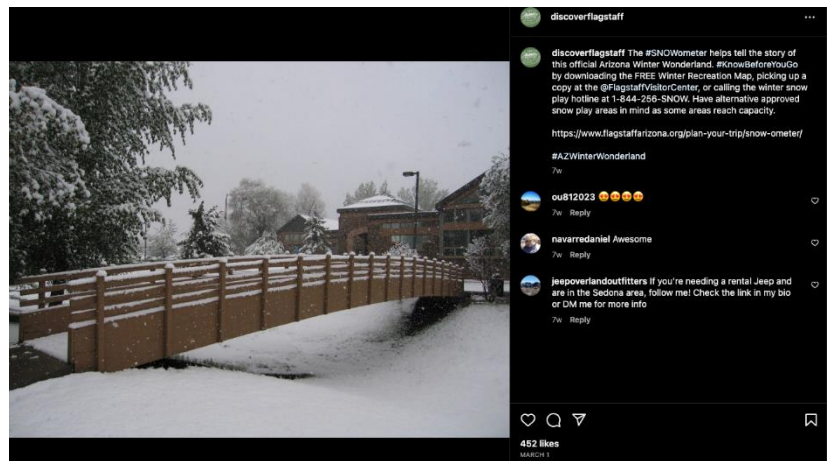 discoverflagstaff
discoverflagstaff The #SNOWometer helps tell the story of
this official Arizona Winter Wonderland. #KnowBeforeYouGo
by downloading the FREE Winter Recreation Map, picking up a
copy at the @FlagstaffVisitorCenter, or calling the winter snow
play hotline at 1-844-256-SNOW. Have alternative approved
snow play areas in mind as some areas reach capacity.
https://www.flagstaffarizona.org/plan-your-trip/snow-ometer/
#AZWinterWonderland
7w
ou812023 😍😍😍😍
7w Reply
navarredaniel Awesome
7w Reply
jeepoverlandoutfitters If you're needing a rental Jeep and
are in the Sedona area, follow me! Check the link in my bio
or DM me for more info
7w Reply
452 likes
MARCH 1